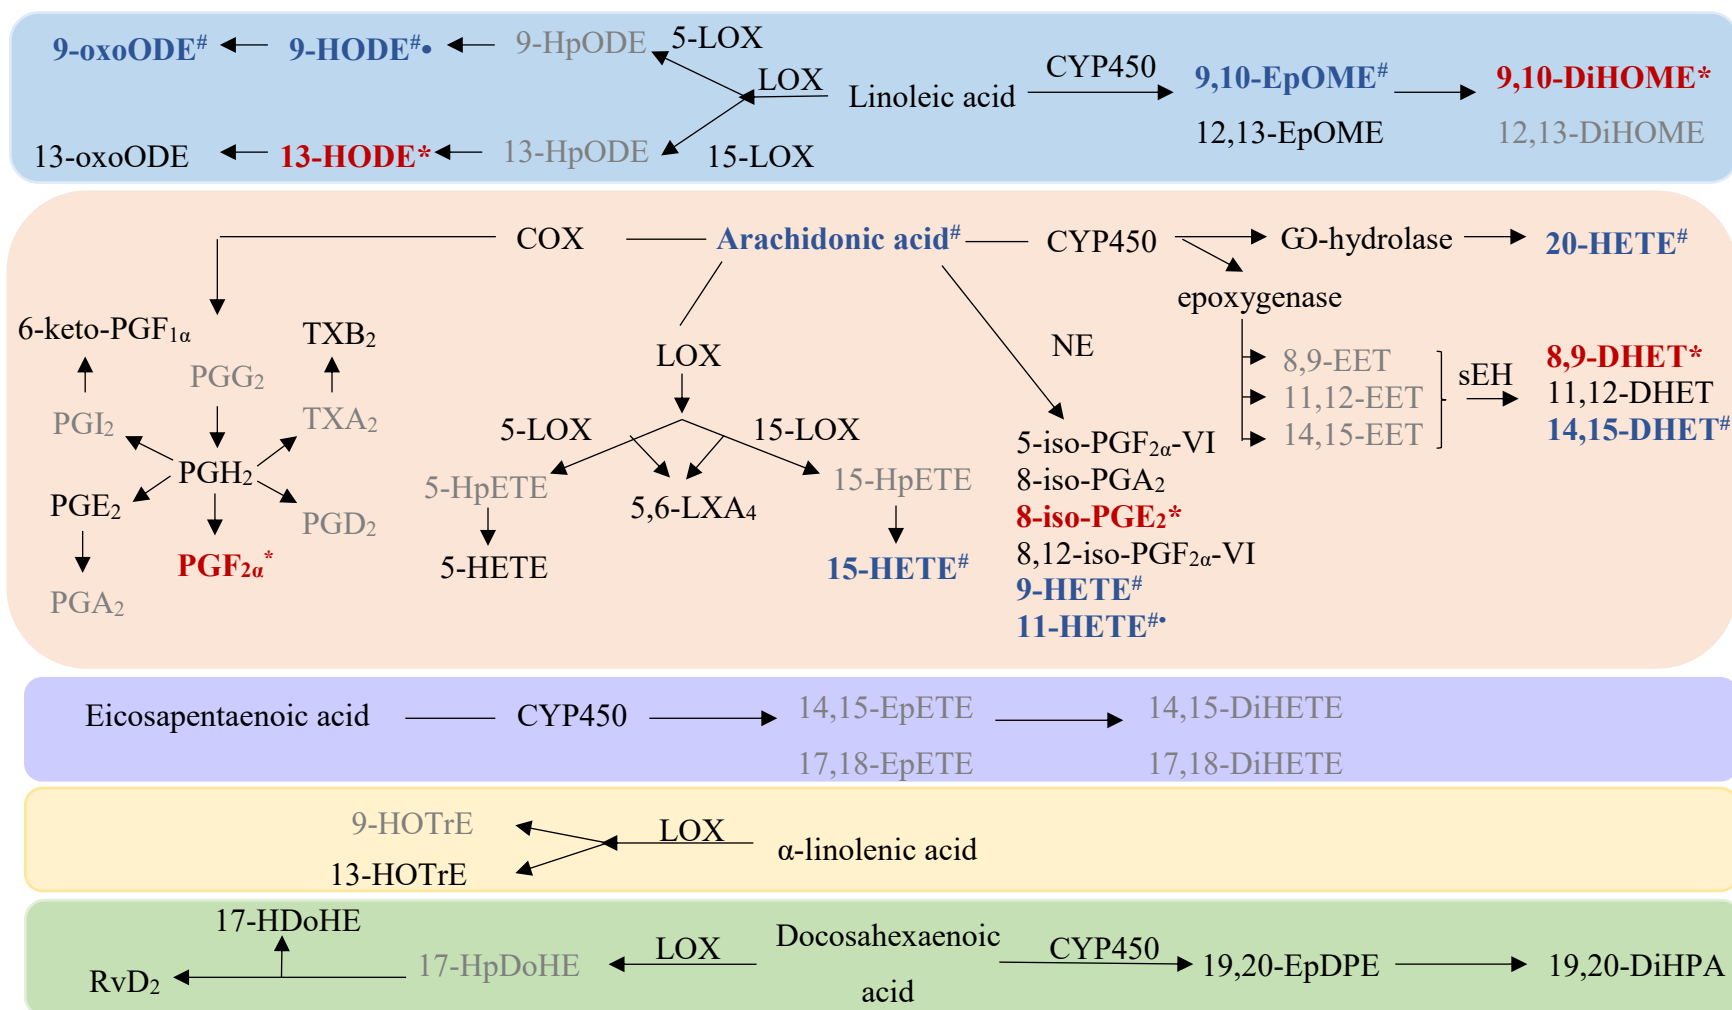 9-oxoODE# 9-HODE#• 9-HpODE 5-LOX
LOX Linoleic acid CYP450 9,10-EpOME# 9,10-DiHOME*
12,13-EpOME 12,13-DiHOME
13-oxoODE 13-HODE* 13-HpODE 15-LOX
COX Arachidonic acid# CYP450 Ω-hydrolase 20-HETE#
epoxygenase
6-keto-PGF1α TXB2
PGG2
PGI2 TXA2
PGH2
PGE2 PGD2
PGF2α*
PGA2
LOX
5-LOX 15-LOX
5-HpETE 15-HpETE
5,6-LXA4
5-HETE 15-HETE#
NE
5-iso-PGF2α-VI
8-iso-PGA2
8-iso-PGE2*
8,12-iso-PGF2α-VI
9-HETE#
11-HETE#•
8,9-EET sEH 8,9-DHET*
11,12-EET 11,12-DHET
14,15-EET 14,15-DHET#
Eicosapentaenoic acid CYP450 14,15-EpETE 14,15-DiHETE
17,18-EpETE 17,18-DiHETE
9-HOTrE LOX α-linolenic acid
13-HOTrE
17-HDoHE
RvD2 17-HpDoHE LOX Docosahexaenoic
acid
CYP450 19,20-EpDPE 19,20-DiHPA